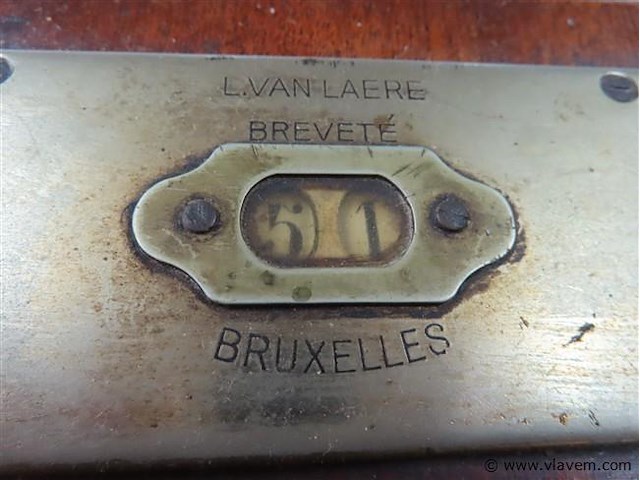 L. VAN LAERE
BREVETÉ
51
BRUXELLES
© www.vlavem.com